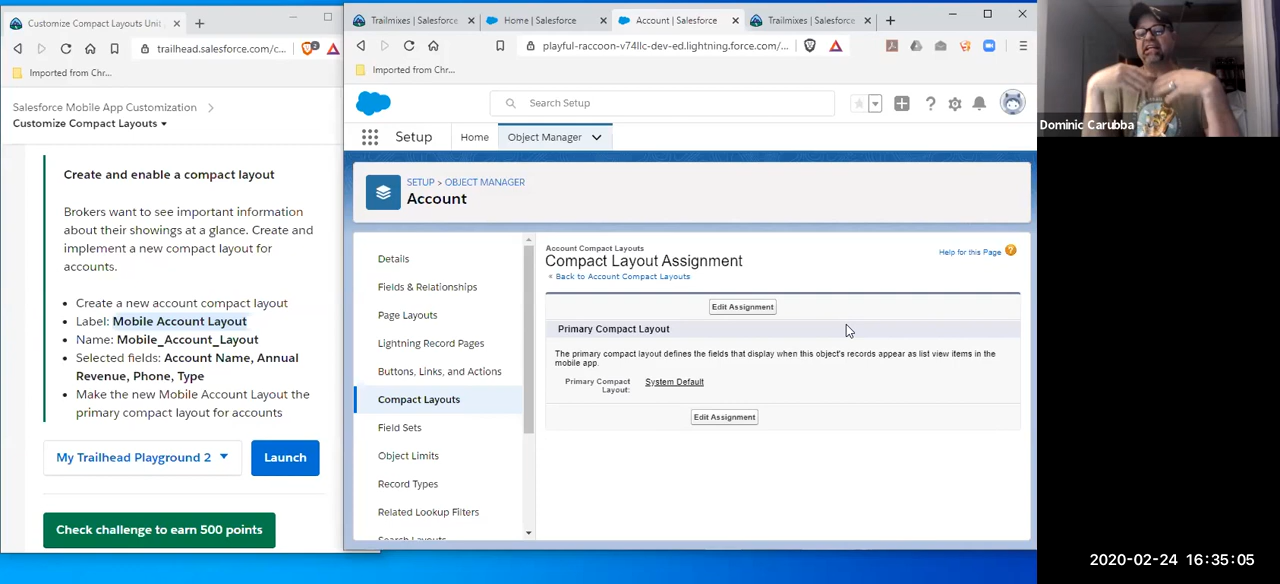 Customize Compact Layouts Unit
trailhead.salesforce.com/c...
2
Imported from Chr...
Salesforce Mobile App Customization
Customize Compact Layouts
Create and enable a compact layout
Brokers want to see important information
about their showings at a glance. Create and
implement a new compact layout for
accounts.
Create a new account compact layout
Label: Mobile Account Layout
Name: Mobile_Account_Layout
Selected fields: Account Name, Annual
Revenue, Phone, Type
Make the new Mobile Account Layout the
primary compact layout for accounts
My Trailhead Playground 2
Launch
Check challenge to earn 500 points
Trailmixes | Salesforce
Home | Salesforce
Account | Salesforce
Trailmixes | Salesforce
playful-raccoon-v74llc-dev-ed.lightning.force.com/...
Imported from Chr...
Search Setup
Setup
Home
Object Manager
SETUP > OBJECT MANAGER
Account
Details
Fields & Relationships
Page Layouts
Lightning Record Pages
Buttons, Links, and Actions
Compact Layouts
Field Sets
Object Limits
Record Types
Related Lookup Filters
Search Layouts
Account Compact Layouts
Compact Layout Assignment
« Back to Account Compact Layouts
Help for this Page
Edit Assignment
Primary Compact Layout
The primary compact layout defines the fields that display when this object's records appear as list view items in the
mobile app.
Primary Compact
Layout:
System Default
Edit Assignment
Dominic Carubba
2020-02-24 16:35:05